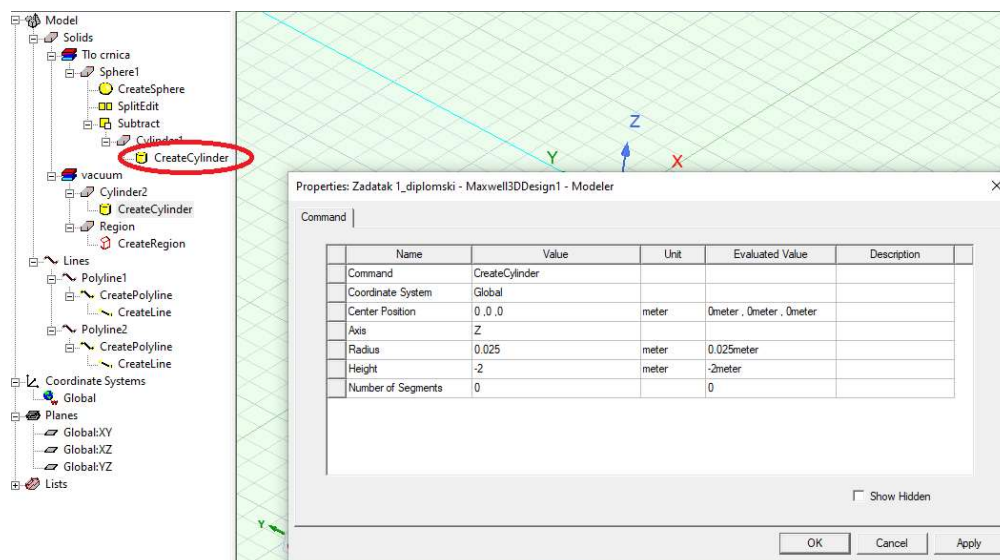 Model
Solids
Tlo crnica
Sphere1
CreateSphere
SplitEdit
Subtract
Cylinder1
CreateCylinder
vacuum
Cylinder2
CreateCylinder
Region
CreateRegion
Lines
Polyline1
CreatePolyline
CreateLine
Polyline2
CreatePolyline
CreateLine
Coordinate Systems
Global
Planes
Global:XY
Global:XZ
Global:YZ
Lists
Z
Y
X
Properties: Zadatak 1_diplomski - Maxwell3DDesign1 - Modeler
Command
Name Value Unit Evaluated Value Description
Command CreateCylinder
Coordinate System Global
Center Position 0 ,0 ,0 meter 0meter , 0meter , 0meter
Axis Z
Radius 0.025 meter 0.025meter
Height -2 meter -2meter
Number of Segments 0 0
Show Hidden
Y
OK Cancel Apply